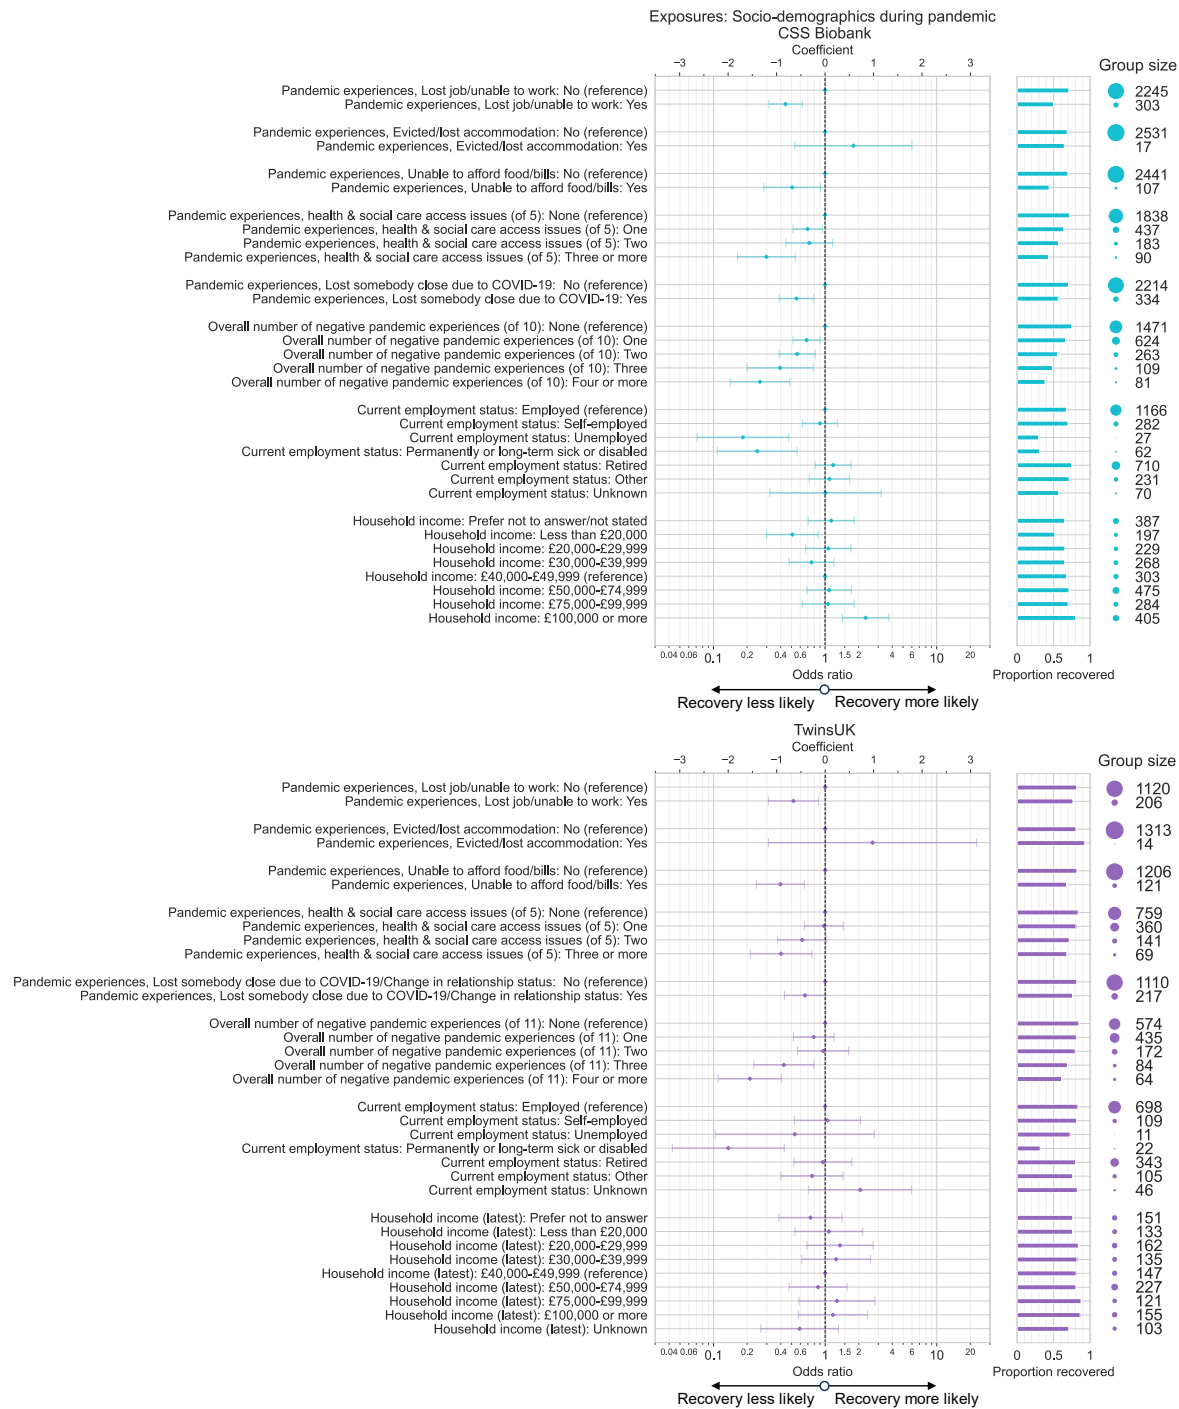 Exposures: Socio-demographics during pandemic
CSS Biobank
Coefficient
−3 −2 −1 0 1 2 3
Group size
Pandemic experiences, Lost job/unable to work: No (reference) 2245
Pandemic experiences, Lost job/unable to work: Yes 303
Pandemic experiences, Evicted/lost accommodation: No (reference) 2531
Pandemic experiences, Evicted/lost accommodation: Yes 17
Pandemic experiences, Unable to afford food/bills: No (reference) 2441
Pandemic experiences, Unable to afford food/bills: Yes 107
Pandemic experiences, health & social care access issues (of 5): None (reference) 1838
Pandemic experiences, health & social care access issues (of 5): One 437
Pandemic experiences, health & social care access issues (of 5): Two 183
Pandemic experiences, health & social care access issues (of 5): Three or more 90
Pandemic experiences, Lost somebody close due to COVID-19: No (reference) 2214
Pandemic experiences, Lost somebody close due to COVID-19: Yes 334
Overall number of negative pandemic experiences (of 10): None (reference) 1471
Overall number of negative pandemic experiences (of 10): One 624
Overall number of negative pandemic experiences (of 10): Two 263
Overall number of negative pandemic experiences (of 10): Three 109
Overall number of negative pandemic experiences (of 10): Four or more 81
Current employment status: Employed (reference) 1166
Current employment status: Self-employed 282
Current employment status: Unemployed 27
Current employment status: Permanently or long-term sick or disabled 62
Current employment status: Retired 710
Current employment status: Other 231
Current employment status: Unknown 70
Household income: Prefer not to answer/not stated 387
Household income: Less than £20,000 197
Household income: £20,000-£29,999 229
Household income: £30,000-£39,999 268
Household income: £40,000-£49,999 (reference) 303
Household income: £50,000-£74,999 475
Household income: £75,000-£99,999 284
Household income: £100,000 or more 405
0.04 0.06 0.1 0.2 0.4 0.6 1 1.5 2 4 6 10 20 0 0.5 1
Odds ratio Proportion recovered
Recovery less likely Recovery more likely
TwinsUK
Coefficient
−3 −2 −1 0 1 2 3
Group size
Pandemic experiences, Lost job/unable to work: No (reference) 1120
Pandemic experiences, Lost job/unable to work: Yes 206
Pandemic experiences, Evicted/lost accommodation: No (reference) 1313
Pandemic experiences, Evicted/lost accommodation: Yes 14
Pandemic experiences, Unable to afford food/bills: No (reference) 1206
Pandemic experiences, Unable to afford food/bills: Yes 121
Pandemic experiences, health & social care access issues (of 5): None (reference) 759
Pandemic experiences, health & social care access issues (of 5): One 360
Pandemic experiences, health & social care access issues (of 5): Two 141
Pandemic experiences, health & social care access issues (of 5): Three or more 69
Pandemic experiences, Lost somebody close due to COVID-19/Change in relationship status: No (reference) 1110
Pandemic experiences, Lost somebody close due to COVID-19/Change in relationship status: Yes 217
Overall number of negative pandemic experiences (of 11): None (reference) 574
Overall number of negative pandemic experiences (of 11): One 435
Overall number of negative pandemic experiences (of 11): Two 172
Overall number of negative pandemic experiences (of 11): Three 84
Overall number of negative pandemic experiences (of 11): Four or more 64
Current employment status: Employed (reference) 698
Current employment status: Self-employed 109
Current employment status: Unemployed 11
Current employment status: Permanently or long-term sick or disabled 22
Current employment status: Retired 343
Current employment status: Other 105
Current employment status: Unknown 46
Household income (latest): Prefer not to answer 151
Household income (latest): Less than £20,000 133
Household income (latest): £20,000-£29,999 162
Household income (latest): £30,000-£39,999 135
Household income (latest): £40,000-£49,999 (reference) 147
Household income (latest): £50,000-£74,999 227
Household income (latest): £75,000-£99,999 121
Household income (latest): £100,000 or more 155
Household income (latest): Unknown 103
0.04 0.06 0.1 0.2 0.4 0.6 1 1.5 2 4 6 10 20 0 0.5 1
Odds ratio Proportion recovered
Recovery less likely Recovery more likely